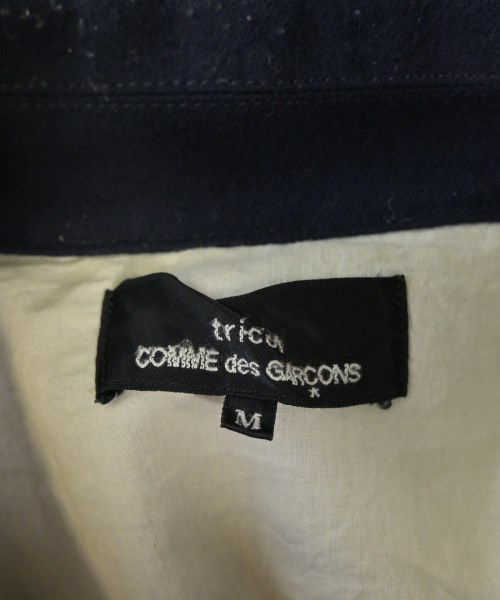 tricot
COMME des GARCONS
*
M